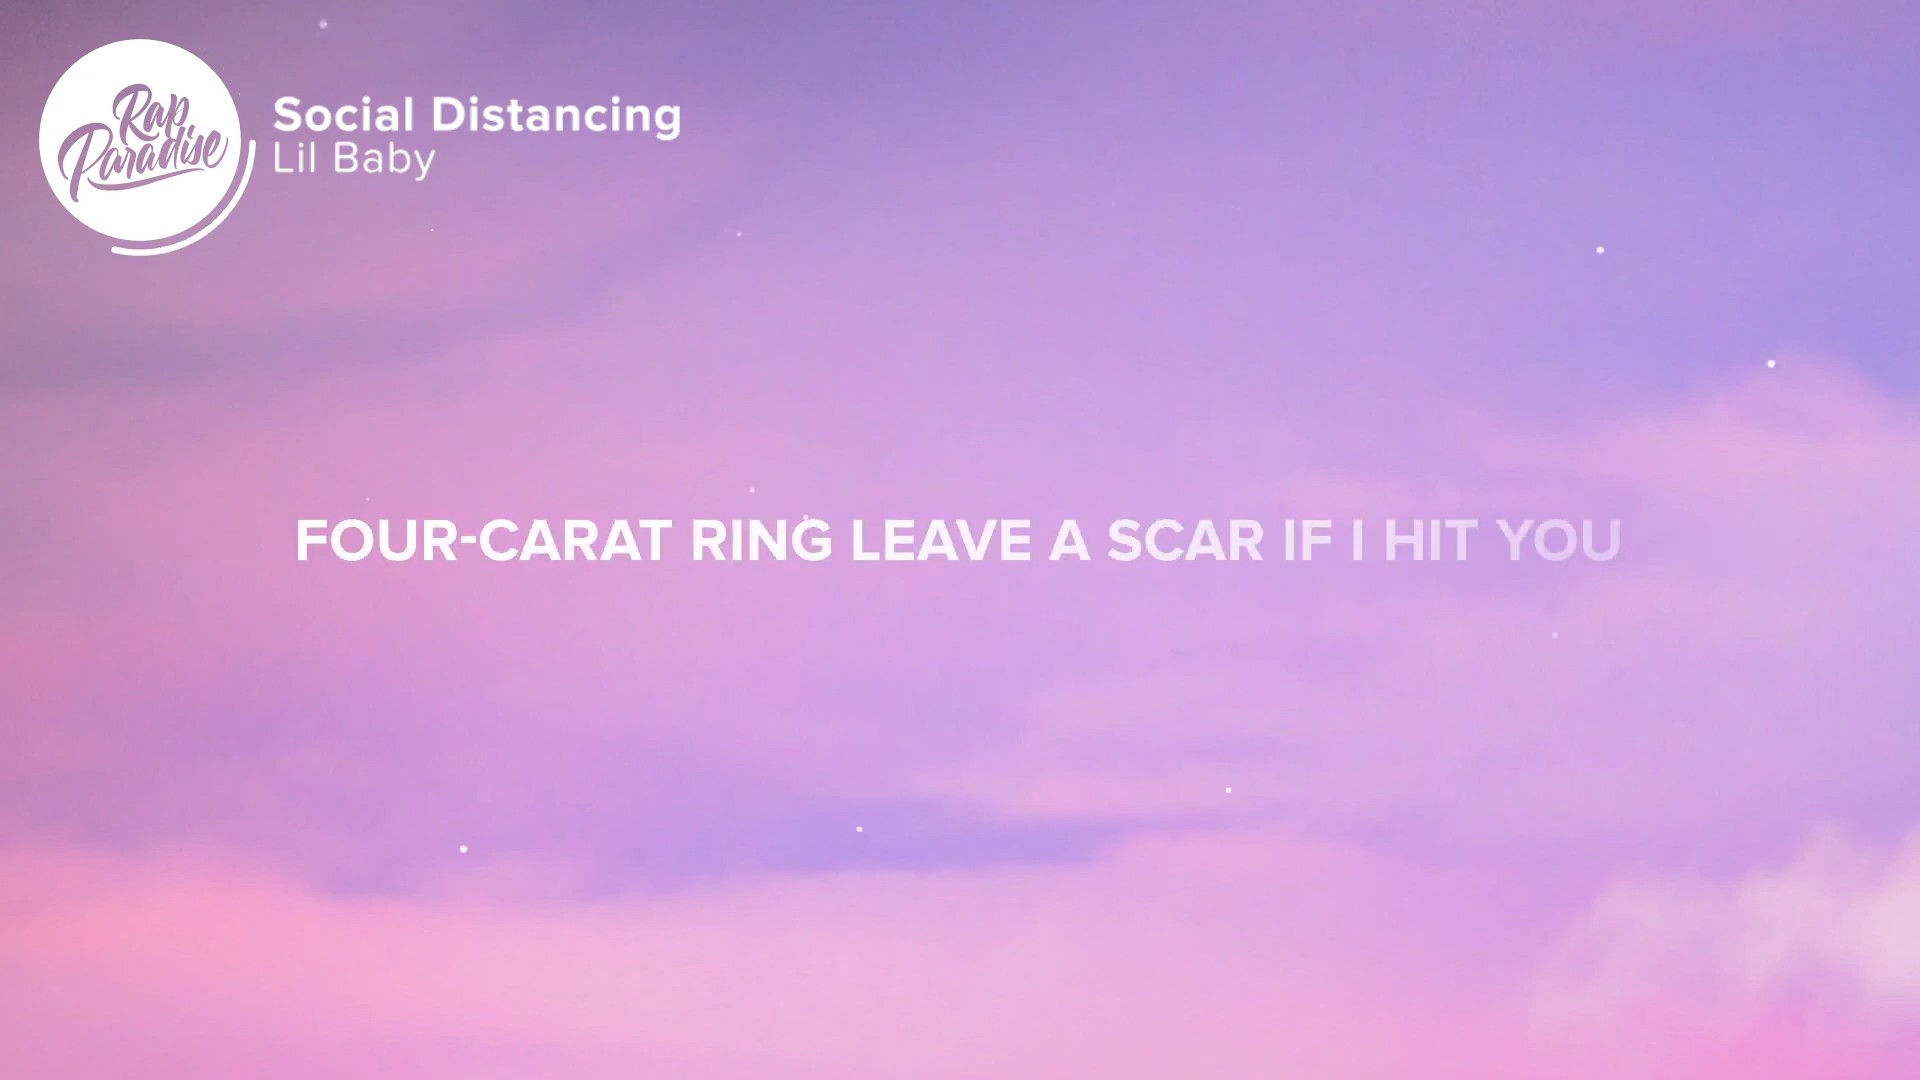 Rap
Paradise
Social Distancing
Lil Baby
FOUR-CARAT RING LEAVE A SCAR IF I HIT YOU